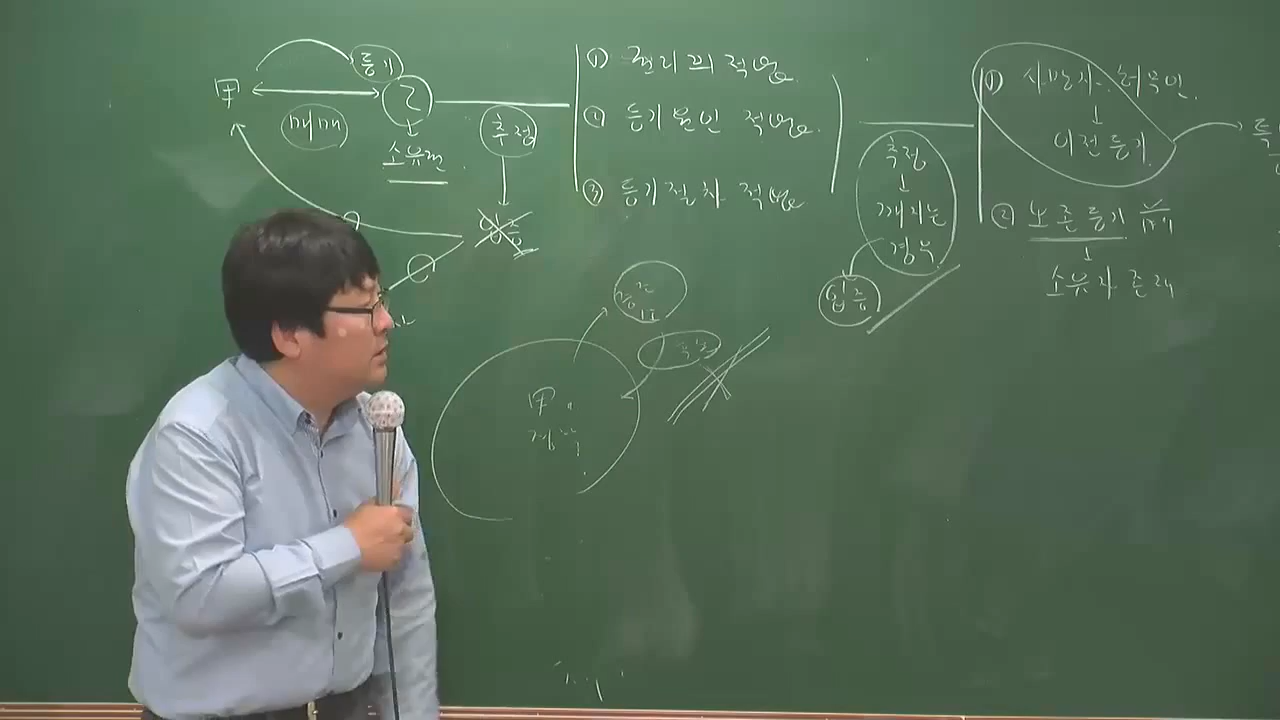 등기
甲
乙
매매
소유권
추정
입증
① 권리의 적법
② 등기원인 적법
③ 등기절차 적법
추정
깨지는
경우
입증
① 사망자·허무인
이전등기
② 보존등기
소유자 존재
甲